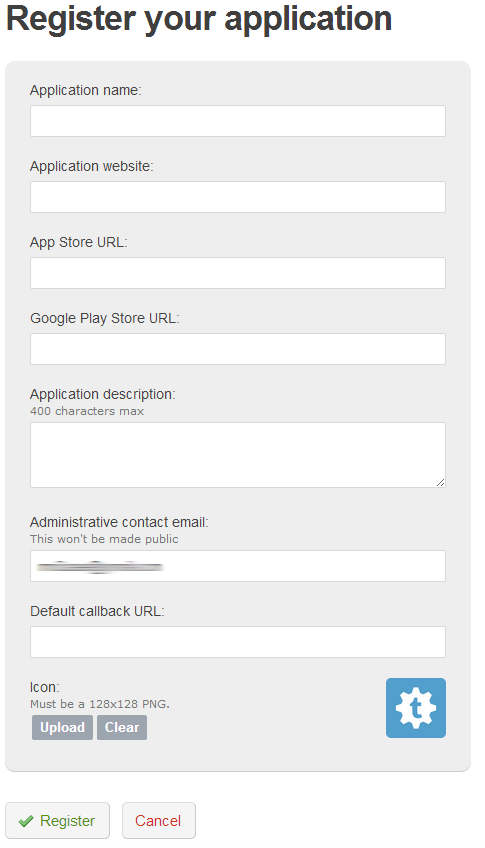 Register your application
Application name:
Application website:
App Store URL:
Google Play Store URL:
Application description:
400 characters max
Administrative contact email:
This won't be made public
Default callback URL:
Icon:
Must be a 128x128 PNG.
Upload Clear
t
Register Cancel